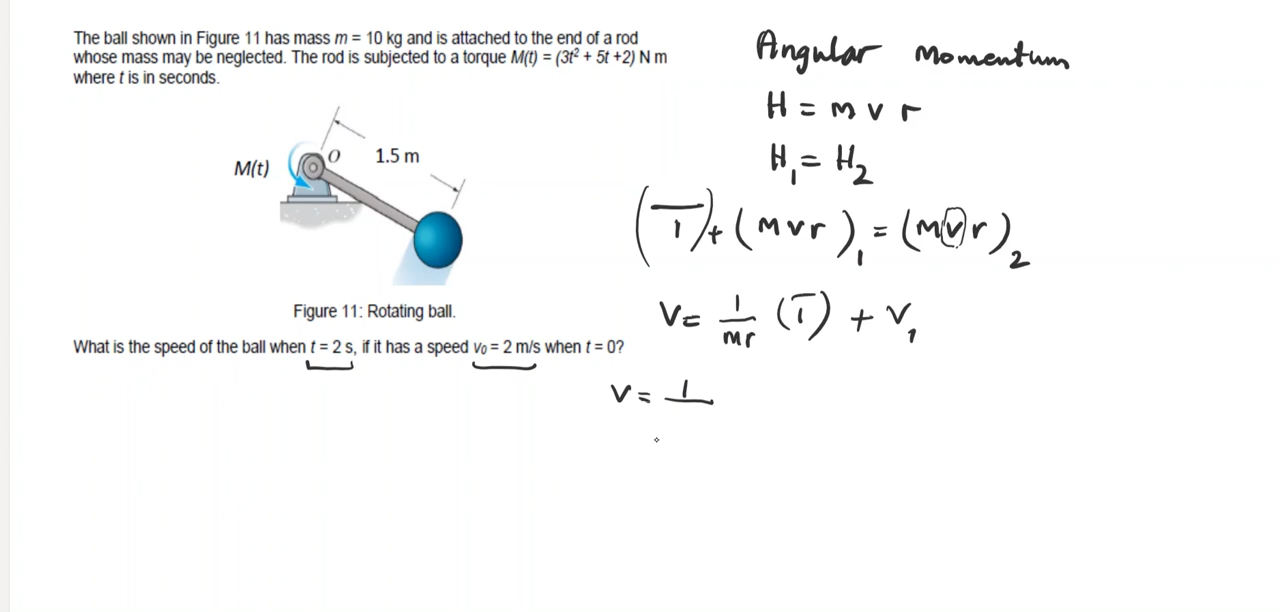 The ball shown in Figure 11 has mass m = 10 kg and is attached to the end of a rod
whose mass may be neglected. The rod is subjected to a torque M(t) = (3t² + 5t +2) N m
where t is in seconds.
M(t)
O
1.5 m
Figure 11: Rotating ball.
What is the speed of the ball when t = 2 s, if it has a speed v₀ = 2 m/s when t = 0?
Angular Momentum
H = m v r
H₁ = H₂
(T) + (m v r)₁ = (m v r)₂
V = 1/mr (T) + V₁
V = 1